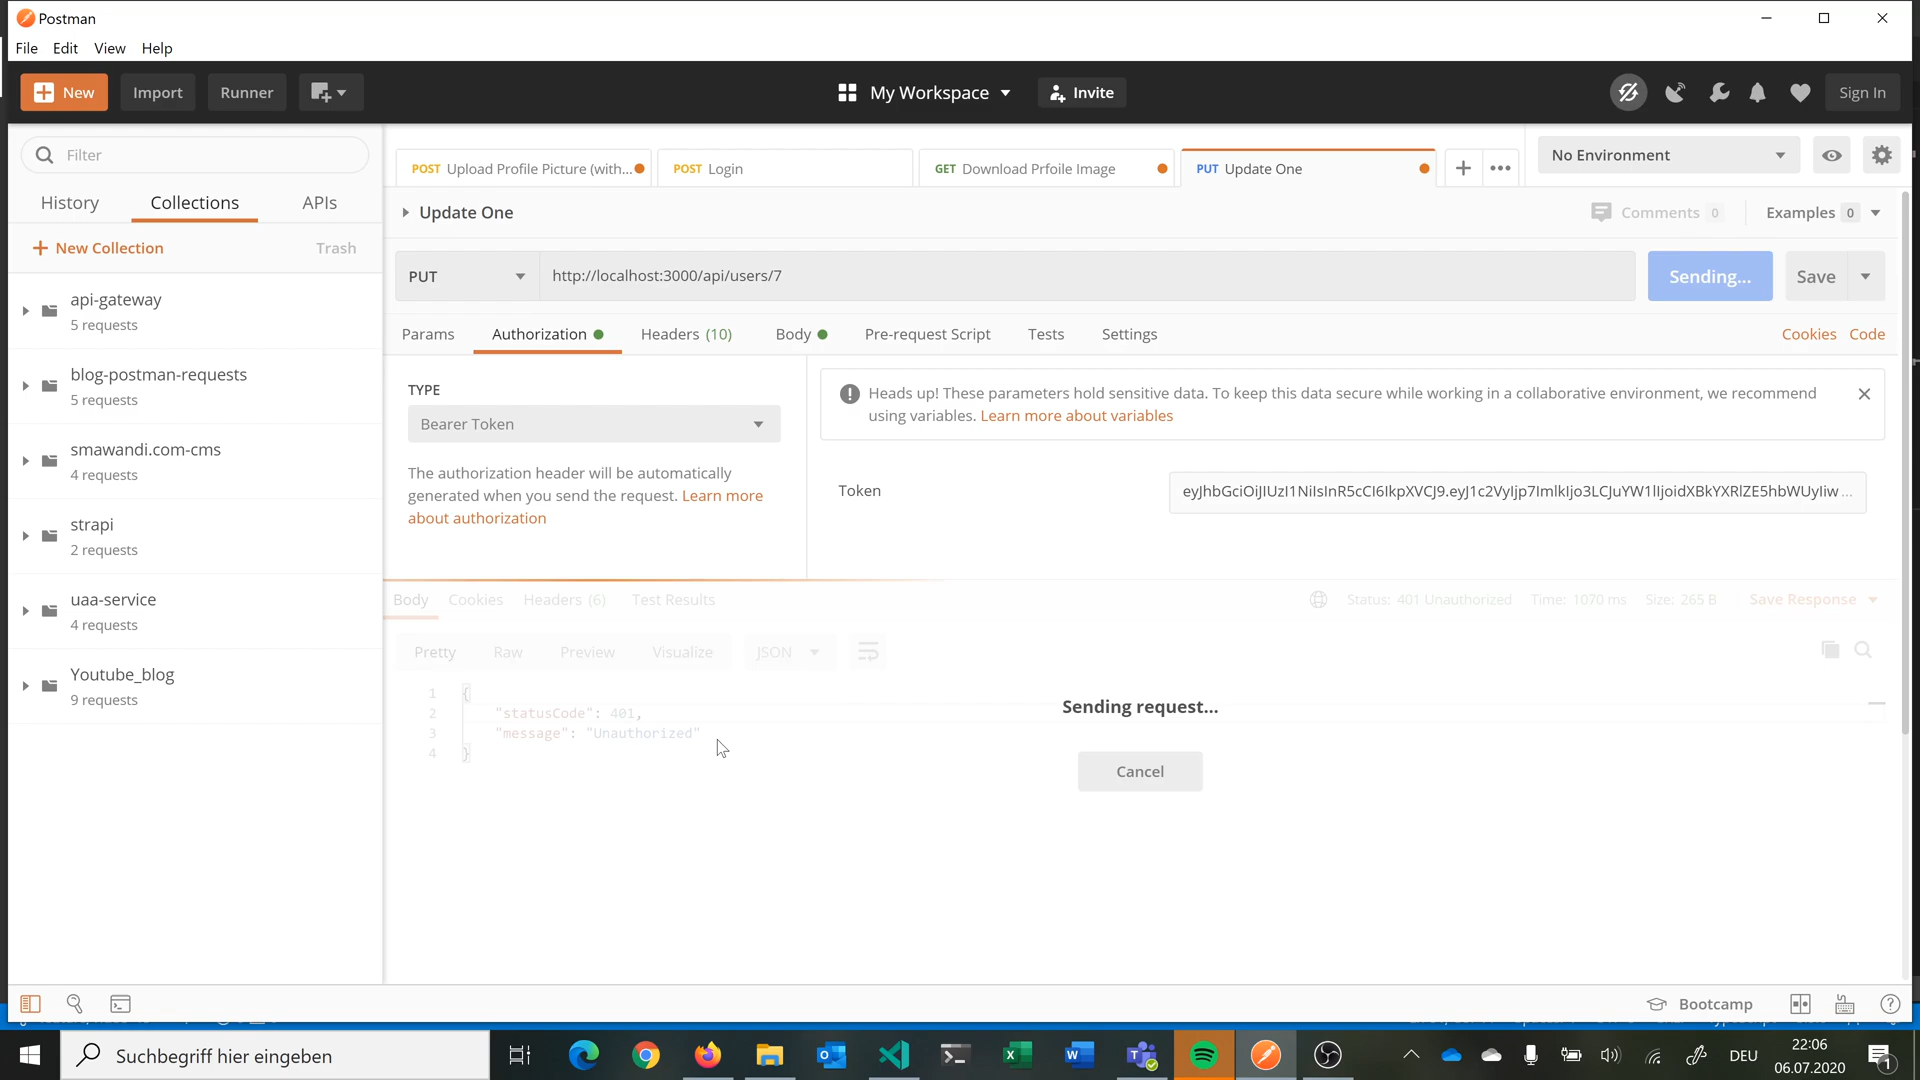 Postman
File Edit View Help
New Import Runner My Workspace Invite Sign In
Filter
History Collections APIs
New Collection Trash
api-gateway
5 requests
blog-postman-requests
5 requests
smawandi.com-cms
4 requests
strapi
2 requests
uaa-service
4 requests
Youtube_blog
9 requests
POST Upload Profile Picture (with... POST Login GET Download Prfoile Image PUT Update One
No Environment
Update One Comments 0 Examples 0
PUT http://localhost:3000/api/users/7 Sending... Save
Params Authorization Headers (10) Body Pre-request Script Tests Settings Cookies Code
TYPE
Bearer Token
The authorization header will be automatically
generated when you send the request. Learn more
about authorization
Heads up! These parameters hold sensitive data. To keep this data secure while working in a collaborative environment, we recommend
using variables. Learn more about variables
Token
Body Cookies Headers (6) Test Results Status: 401 Unauthorized Time: 1070 ms Size: 265 B Save Response
Pretty Raw Preview Visualize JSON
1 {
2 "statusCode": 401,
3 "message": "Unauthorized"
4 }
Sending request...
Cancel
Bootcamp
Suchbegriff hier eingeben
DEU
22:06
06.07.2020
1